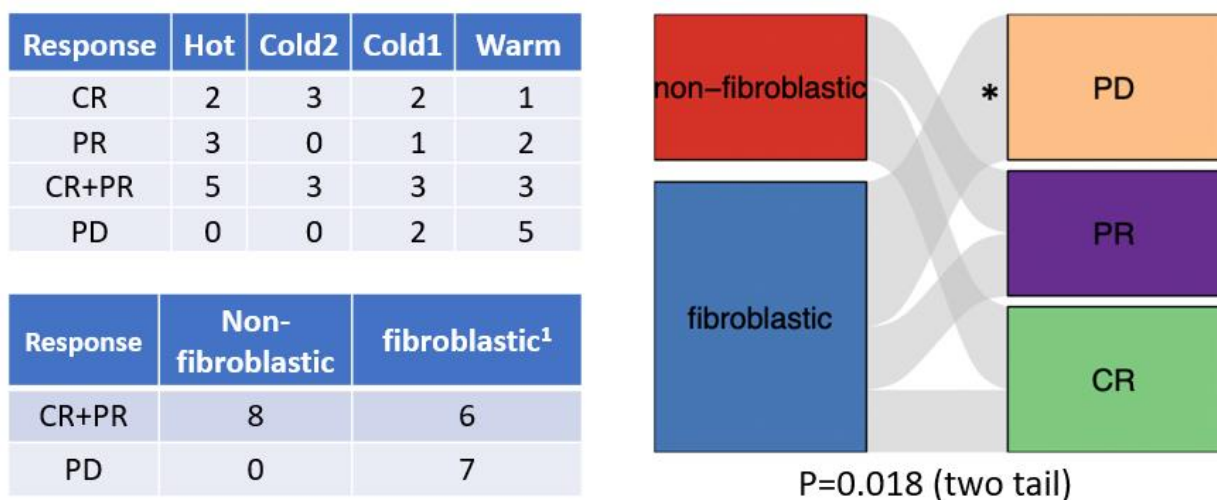 Response Hot Cold2 Cold1 Warm
CR 2 3 2 1
PR 3 0 1 2
CR+PR 5 3 3 3
PD 0 0 2 5
Response Non-
fibroblastic fibroblastic¹
CR+PR 8 6
PD 0 7
non-fibroblastic
fibroblastic
*
PD
PR
CR
P=0.018 (two tail)